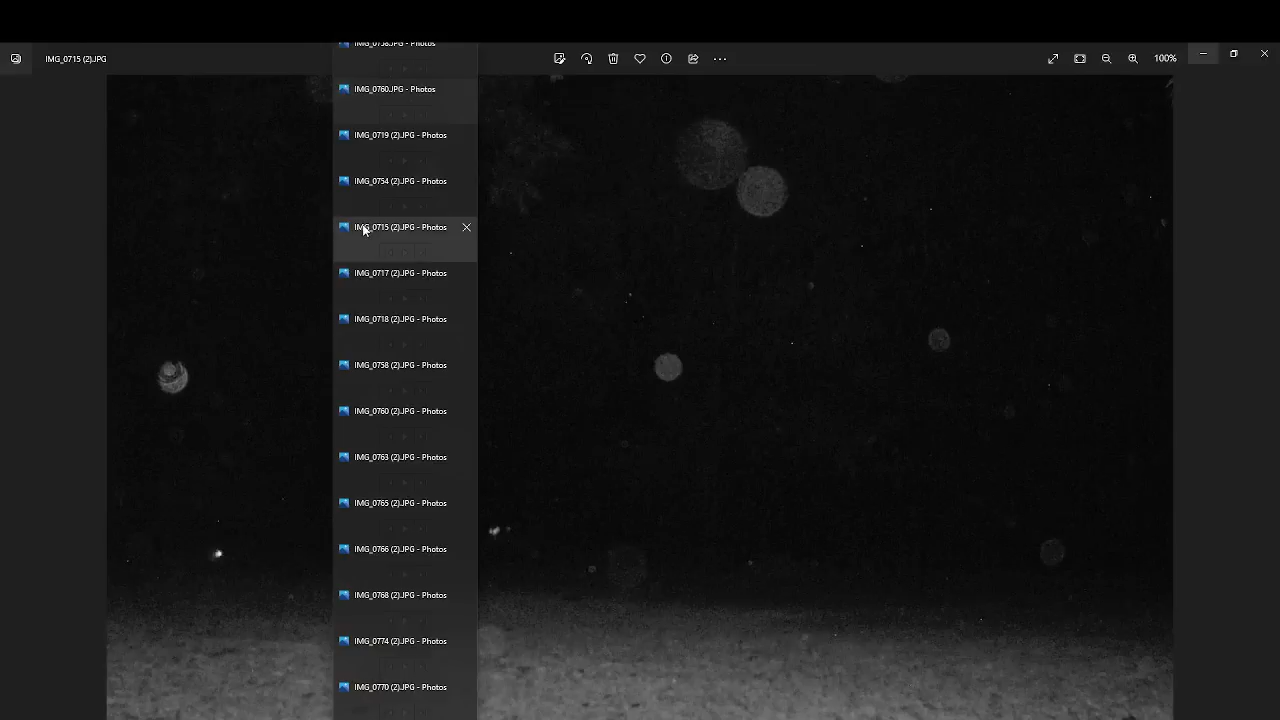 IMG_0715 (2).JPG
100%
IMG_0758.JPG - Photos
IMG_0760.JPG - Photos
IMG_0719 (2).JPG - Photos
IMG_0754 (2).JPG - Photos
IMG_0715 (2).JPG - Photos
IMG_0717 (2).JPG - Photos
IMG_0718 (2).JPG - Photos
IMG_0758 (2).JPG - Photos
IMG_0760 (2).JPG - Photos
IMG_0763 (2).JPG - Photos
IMG_0765 (2).JPG - Photos
IMG_0766 (2).JPG - Photos
IMG_0768 (2).JPG - Photos
IMG_0774 (2).JPG - Photos
IMG_0770 (2).JPG - Photos